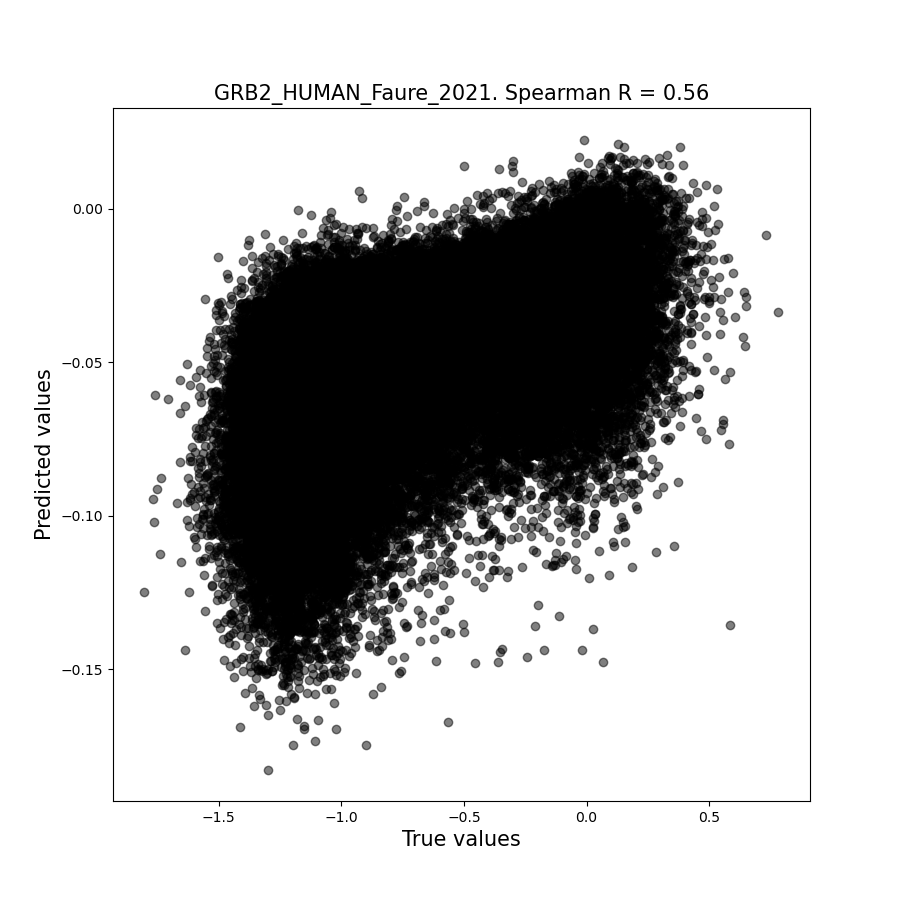 GRB2_HUMAN_Faure_2021. Spearman R = 0.56
0.00
−0.05
−0.10
−0.15
Predicted values
−1.5 −1.0 −0.5 0.0 0.5
True values